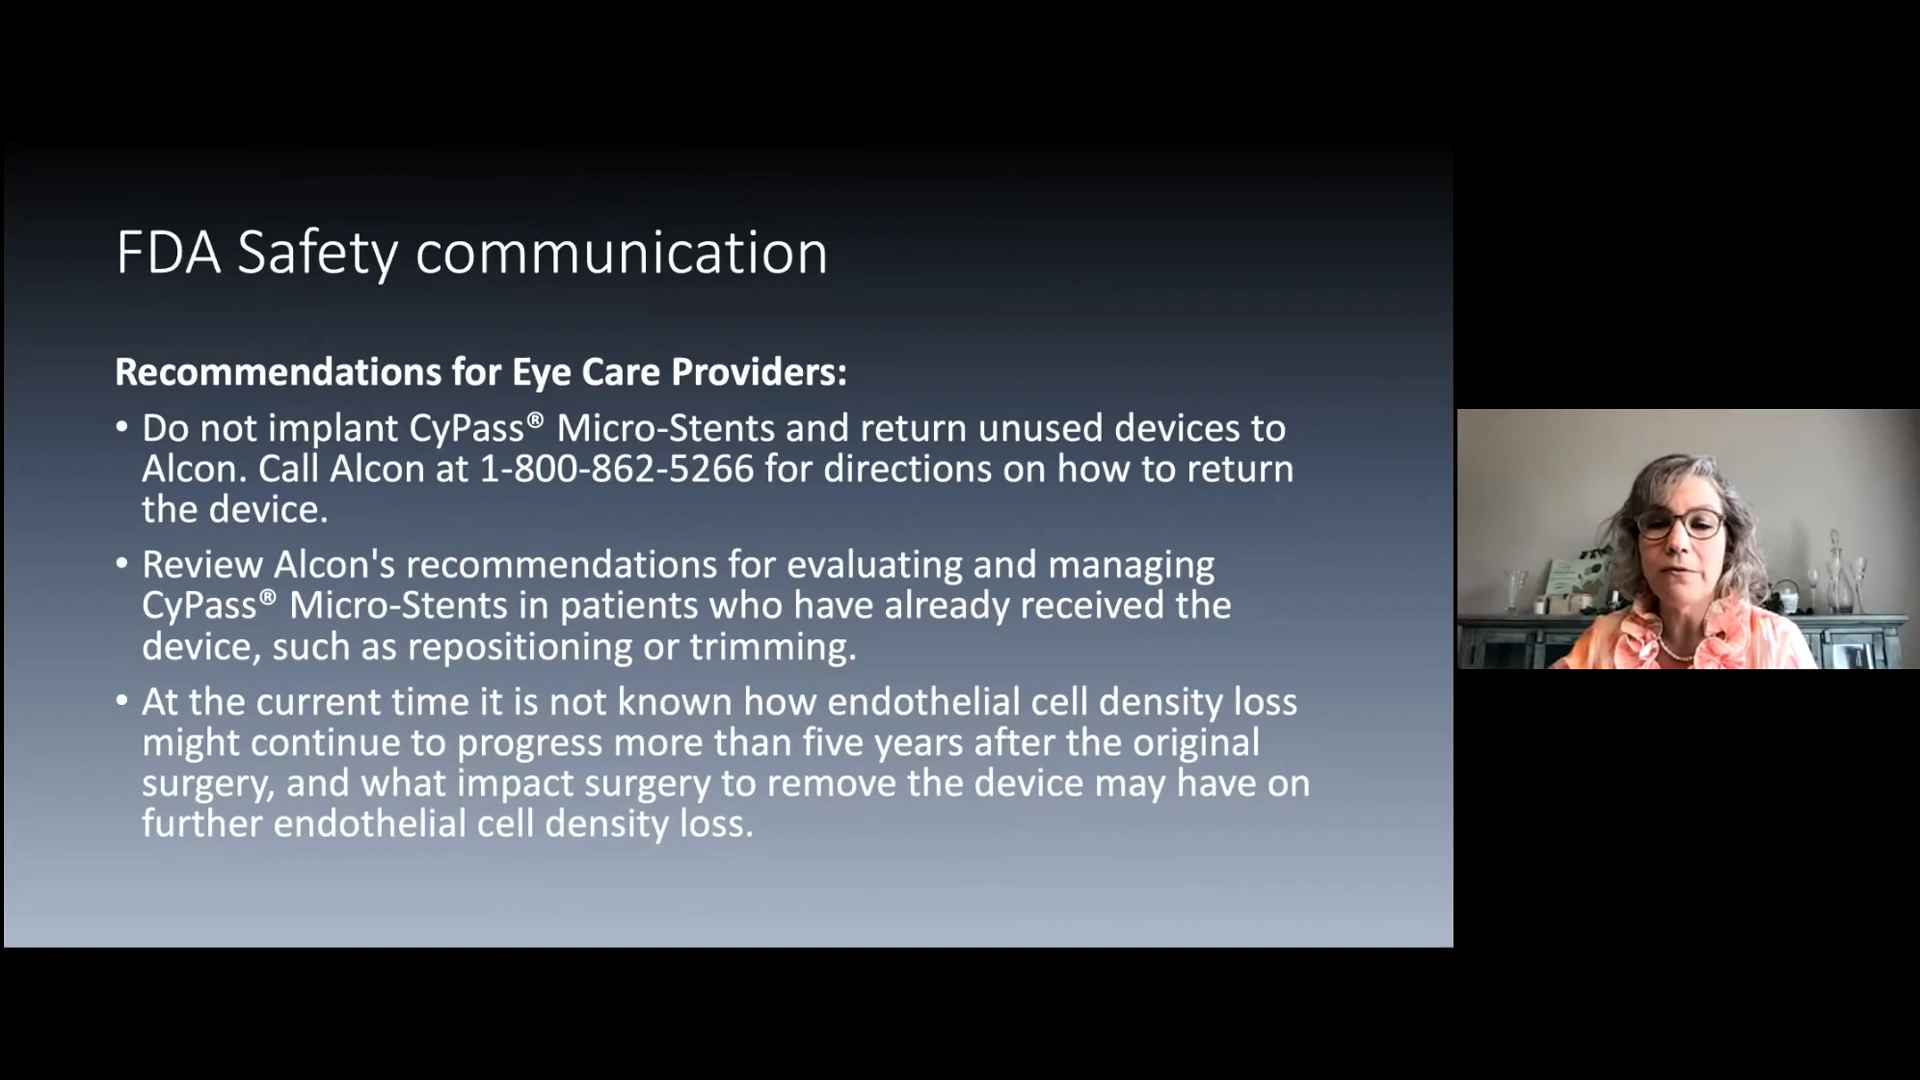 FDA Safety communication
Recommendations for Eye Care Providers:
• Do not implant CyPass® Micro-Stents and return unused devices to
Alcon. Call Alcon at 1-800-862-5266 for directions on how to return
the device.
• Review Alcon's recommendations for evaluating and managing
CyPass® Micro-Stents in patients who have already received the
device, such as repositioning or trimming.
• At the current time it is not known how endothelial cell density loss
might continue to progress more than five years after the original
surgery, and what impact surgery to remove the device may have on
further endothelial cell density loss.